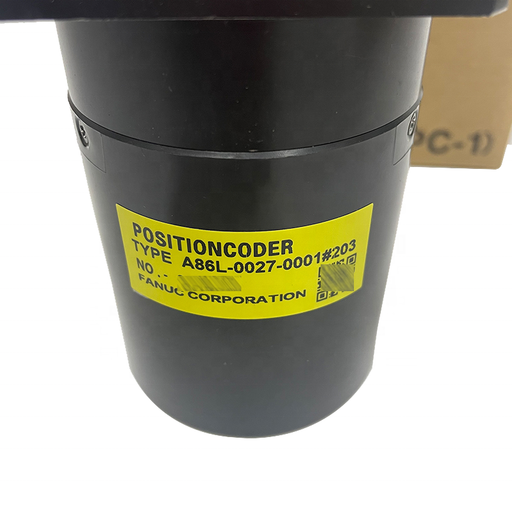 POSITIONCODER
TYPE A86L-0027-0001#203
NO.
FANUC CORPORATION
PC-1)